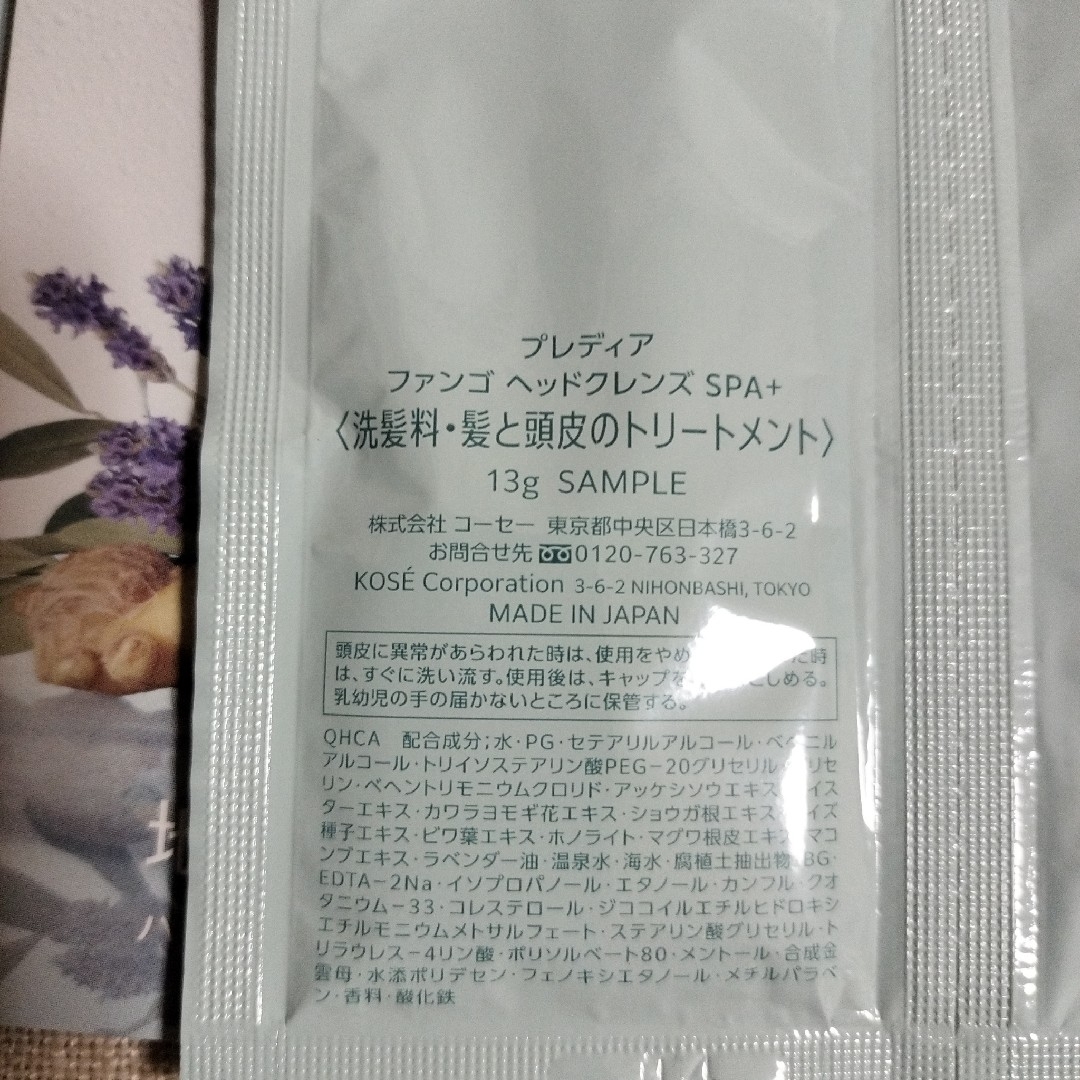 プレディア
ファンゴ ヘッドクレンズ SPA+
〈洗髪料・髪と頭皮のトリートメント〉
13g SAMPLE
株式会社 コーセー 東京都中央区日本橋3-6-2
お問合せ先 0120-763-327
KOSÉ Corporation 3-6-2 NIHONBASHI, TOKYO
MADE IN JAPAN
頭皮に異常があらわれた時は、使用をやめ た時
は、すぐに洗い流す。使用後は、キャップを としめる。
乳幼児の手の届かないところに保管する。
QHCA 配合成分;水・PG・セテアリルアルコール・ベヘニル
アルコール・トリイソステアリン酸PEG-20グリセリル・グリセ
リン・ベヘントリモニウムクロリド・アッケシソウエキス イス
ターエキス・カワラヨモギ花エキス・ショウガ根エキス イズ
種子エキス・ビワ葉エキス・ホノライト・マグワ根皮エキス マコ
ンブエキス・ラベンダー油・温泉水・海水・腐植土抽出物 BG・
EDTA-2Na・イソプロパノール・エタノール・カンフル・クオ
タニウム-33・コレステロール・ジココイルエチルヒドロキシ
エチルモニウムメトサルフェート・ステアリン酸グリセリル・ト
リラウレス-4リン酸・ポリソルベート80・メントール・合成金
雲母・水添ポリデセン・フェノキシエタノール・メチルパラベ
ン・香料・酸化鉄